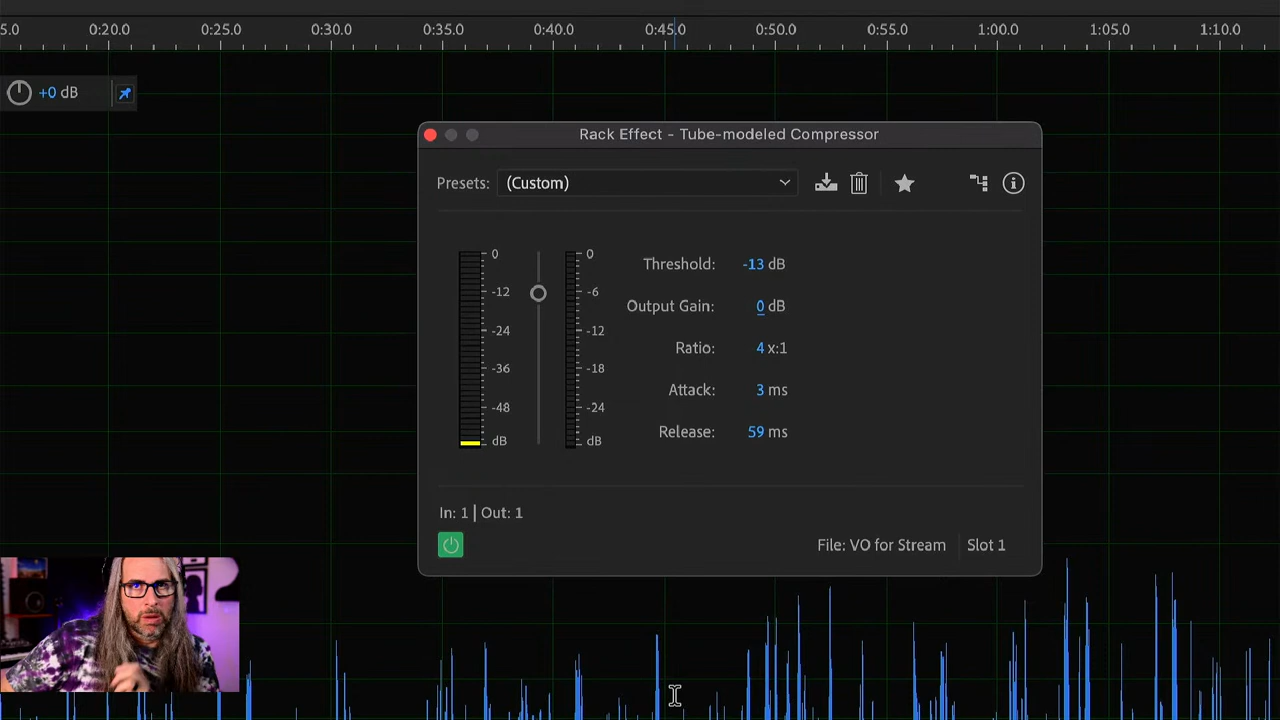 5.0 0:20.0 0:25.0 0:30.0 0:35.0 0:40.0 0:45.0 0:50.0 0:55.0 1:00.0 1:05.0 1:10.0
+0 dB
Rack Effect - Tube-modeled Compressor
Presets: (Custom)
0 0
-12 -6
-24 -12
-36 -18
-48 -24
dB dB
Threshold: -13 dB
Output Gain: 0 dB
Ratio: 4 x:1
Attack: 3 ms
Release: 59 ms
In: 1 | Out: 1
File: VO for Stream Slot 1